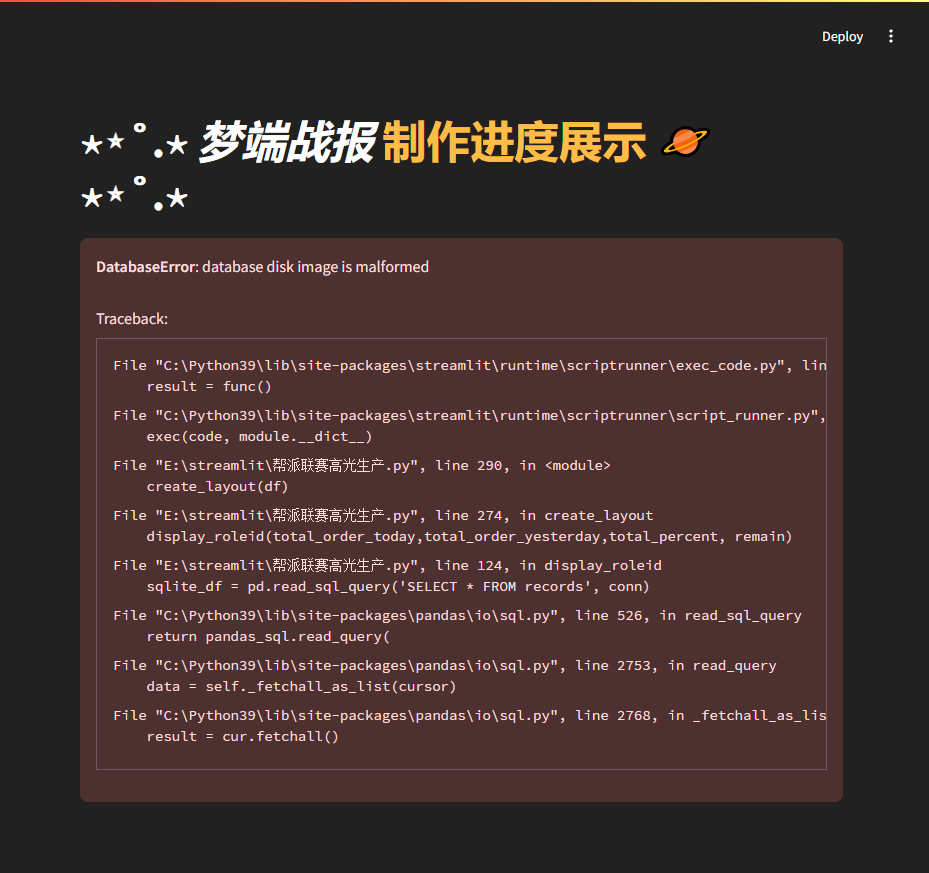 Deploy
⋆⋆˚.⋆ 梦端战报 制作进度展示 🪐
⋆⋆˚.⋆
DatabaseError: database disk image is malformed
Traceback:
File "C:\Python39\lib\site-packages\streamlit\runtime\scriptrunner\exec_code.py", lin
result = func()
File "C:\Python39\lib\site-packages\streamlit\runtime\scriptrunner\script_runner.py",
exec(code, module.__dict__)
File "E:\streamlit\帮派联赛高光生产.py", line 290, in <module>
create_layout(df)
File "E:\streamlit\帮派联赛高光生产.py", line 274, in create_layout
display_roleid(total_order_today,total_order_yesterday,total_percent, remain)
File "E:\streamlit\帮派联赛高光生产.py", line 124, in display_roleid
sqlite_df = pd.read_sql_query('SELECT * FROM records', conn)
File "C:\Python39\lib\site-packages\pandas\io\sql.py", line 526, in read_sql_query
return pandas_sql.read_query(
File "C:\Python39\lib\site-packages\pandas\io\sql.py", line 2753, in read_query
data = self._fetchall_as_list(cursor)
File "C:\Python39\lib\site-packages\pandas\io\sql.py", line 2768, in _fetchall_as_lis
result = cur.fetchall()